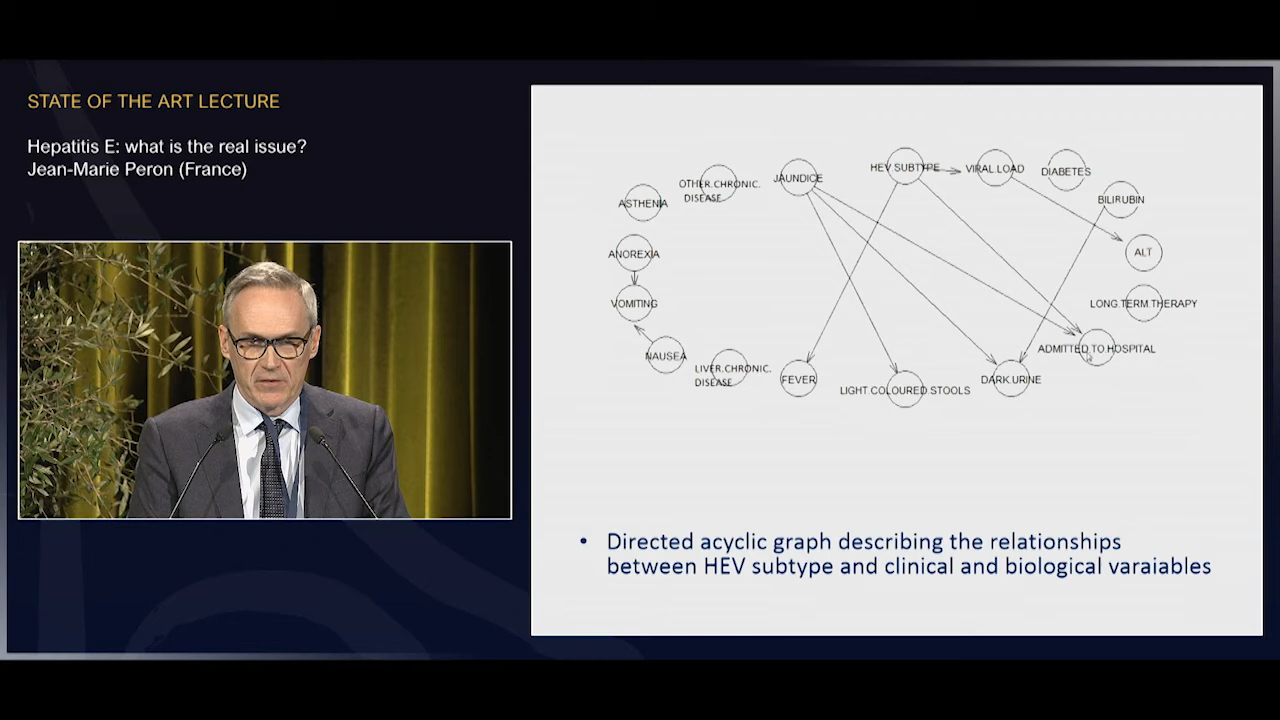 STATE OF THE ART LECTURE
Hepatitis E: what is the real issue?
Jean-Marie Peron (France)
HEV SUBTYPE
VIRAL.LOAD
DIABETES
JAUNDICE
OTHER.CHRONIC.
DISEASE
BILIRUBIN
ASTHENIA
ANOREXIA
ALT
VOMITING
LONG.TERM.THERAPY
ADMITTED.TO.HOSPITAL
NAUSEA
LIVER.CHRONIC.
DISEASE
FEVER
DARK.URINE
LIGHT.COLOURED.STOOLS
• Directed acyclic graph describing the relationships
between HEV subtype and clinical and biological varaiables